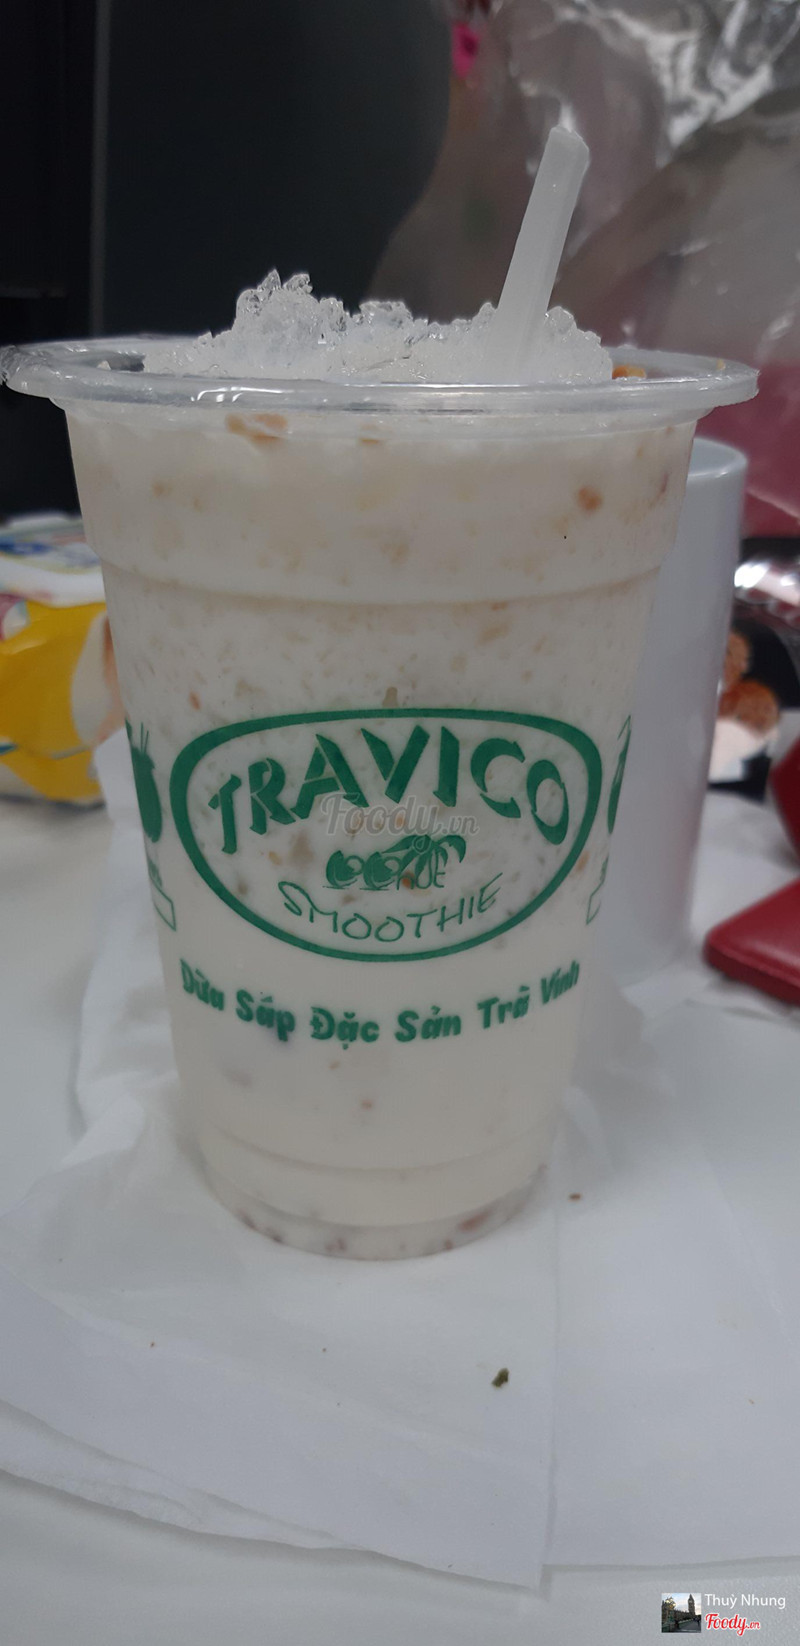 TRAVICO
Foody.vn
SMOOTHIE
Dừa Sáp Đặc Sản Trà Vinh
Thuỳ Nhung
Foody.vn